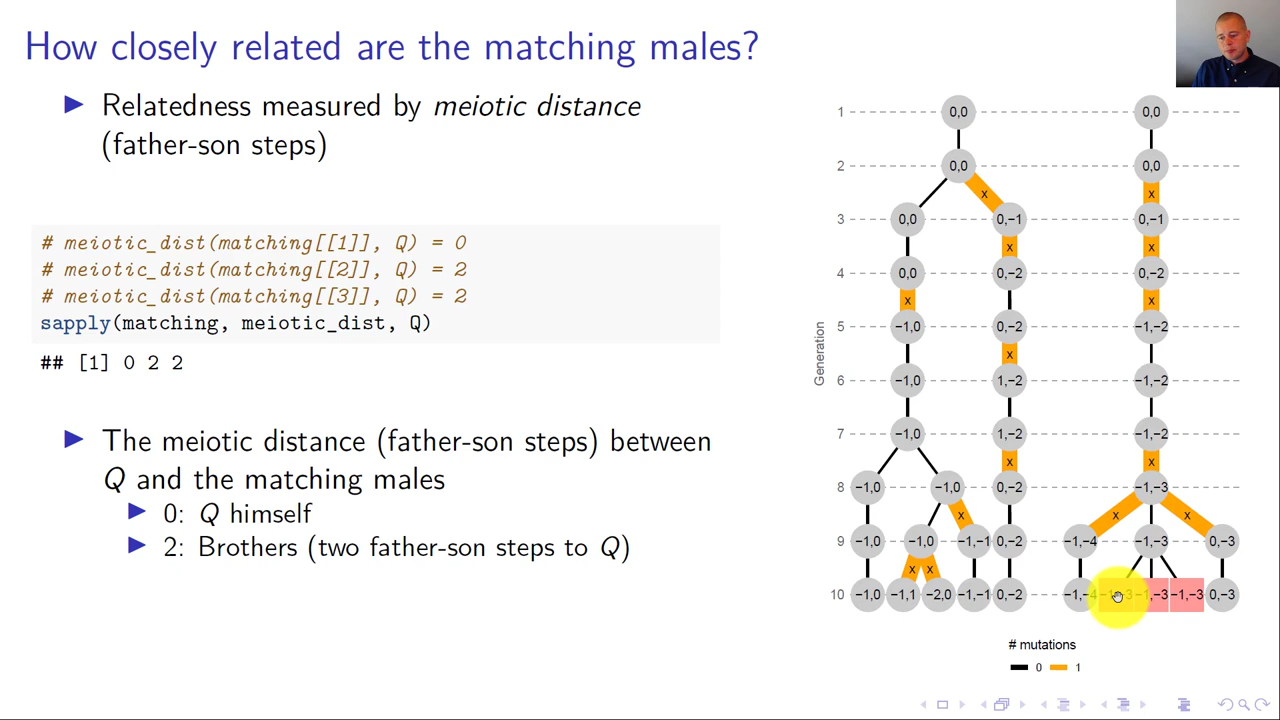 How closely related are the matching males?
Relatedness measured by meiotic distance
(father-son steps)
# meiotic_dist(matching[[1]], Q) = 0
# meiotic_dist(matching[[2]], Q) = 2
# meiotic_dist(matching[[3]], Q) = 2
sapply(matching, meiotic_dist, Q)
## [1] 0 2 2
The meiotic distance (father-son steps) between
Q and the matching males
0: Q himself
2: Brothers (two father-son steps to Q)
Generation
1 0,0 0,0
2 0,0 0,0
x x
3 0,0 0,−1 0,−1
x x
4 0,0 0,−2 0,−2
x x
5 −1,0 0,−2 −1,−2
x
6 −1,0 1,−2 −1,−2
7 −1,0 1,−2 −1,−2
x x
8 −1,0 −1,0 0,−2 −1,−3
x x x
9 −1,0 −1,0 −1,−1 0,−2 −1,−4 −1,−3 0,−3
x x
10 −1,0 −1,1 −2,0 −1,−1 0,−2 −1,−4 −1,−3 −1,−3 0,−3
# mutations
0 1